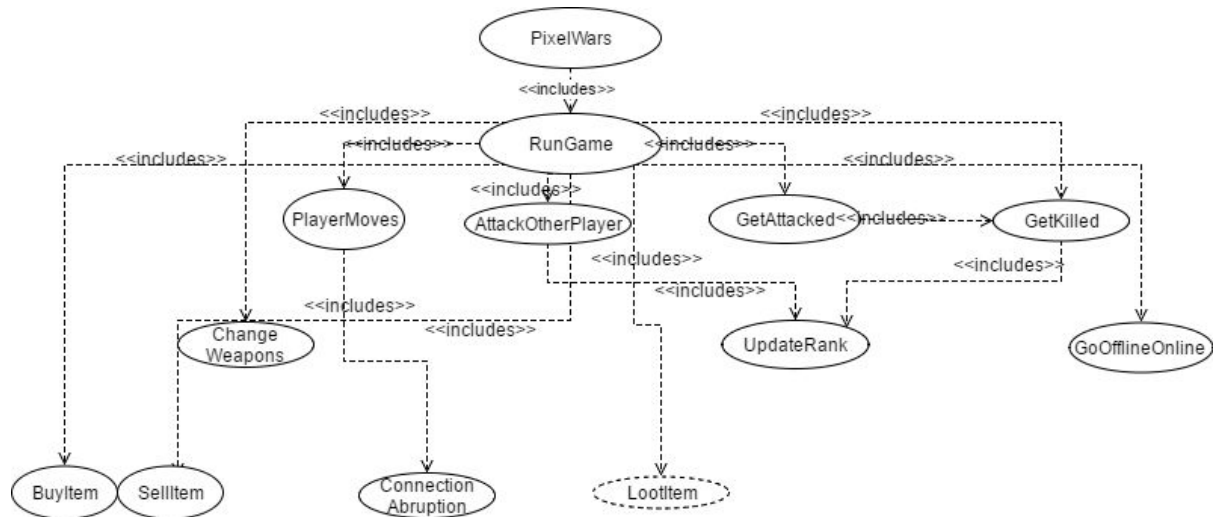 PixelWars
<<includes>>
<<includes>>
<<includes>>
RunGame
<<includes>>
<<includes>>
<<includes>>
<<includes>>
<<includes>>
PlayerMoves
AttackOtherPlayer
GetAttacked
<<includes>>
GetKilled
<<includes>>
<<includes>>
<<includes>>
<<includes>>
<<includes>>
Change
Weapons
UpdateRank
GoOfflineOnline
BuyItem
SellItem
Connection
Abruption
LootItem